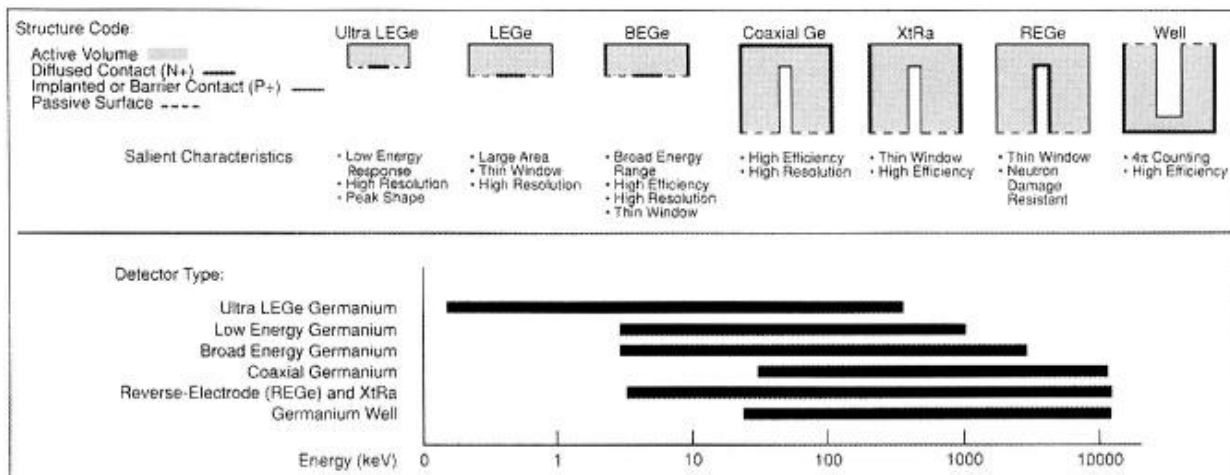 Structure Code:
Active Volume
Diffused Contact (N+)
Implanted or Barrier Contact (P+)
Passive Surface
Ultra LEGe
LEGe
BEGe
Coaxial Ge
XtRa
REGe
Well
Salient Characteristics
• Low Energy
Response
• High Resolution
• Peak Shape
• Large Area
• Thin Window
• High Resolution
• Broad Energy
Range
• High Efficiency
• High Resolution
• Thin Window
• High Efficiency
• High Resolution
• Thin Window
• High Efficiency
• Thin Window
• Neutron
Damage
Resistant
• 4π Counting
• High Efficiency
Detector Type:
Ultra LEGe Germanium
Low Energy Germanium
Broad Energy Germanium
Coaxial Germanium
Reverse-Electrode (REGe) and XtRa
Germanium Well
Energy (keV) 0 1 10 100 1000 10000